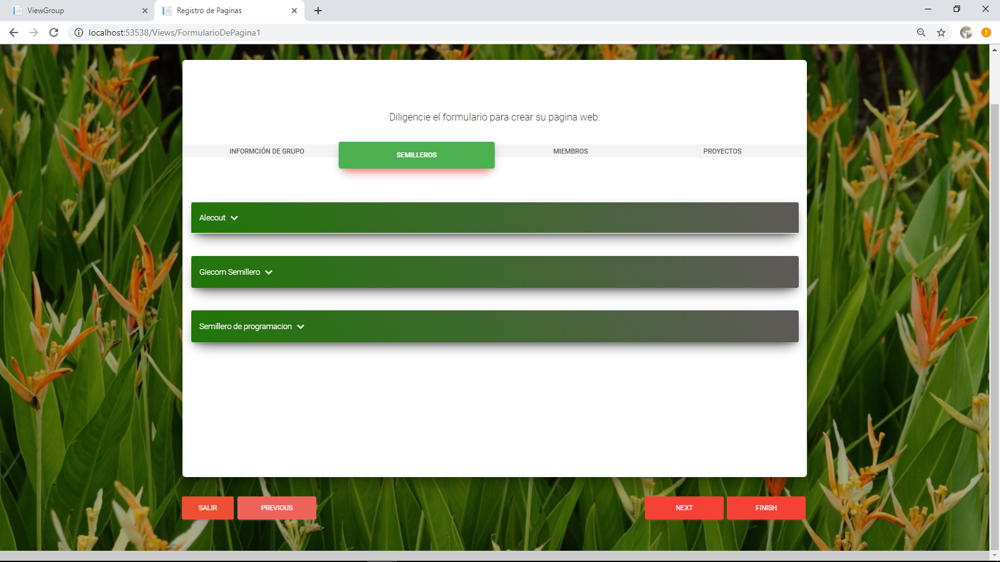 ViewGroup
Registro de Paginas
localhost:53538/Views/FormularioDePagina1
Diligencie el formulario para crear su pagina web.
INFORMCIÓN DE GRUPO
SEMILLEROS
MIEMBROS
PROYECTOS
Alecout
Giecom Semillero
Semillero de programacion
SALIR
PREVIOUS
NEXT
FINISH